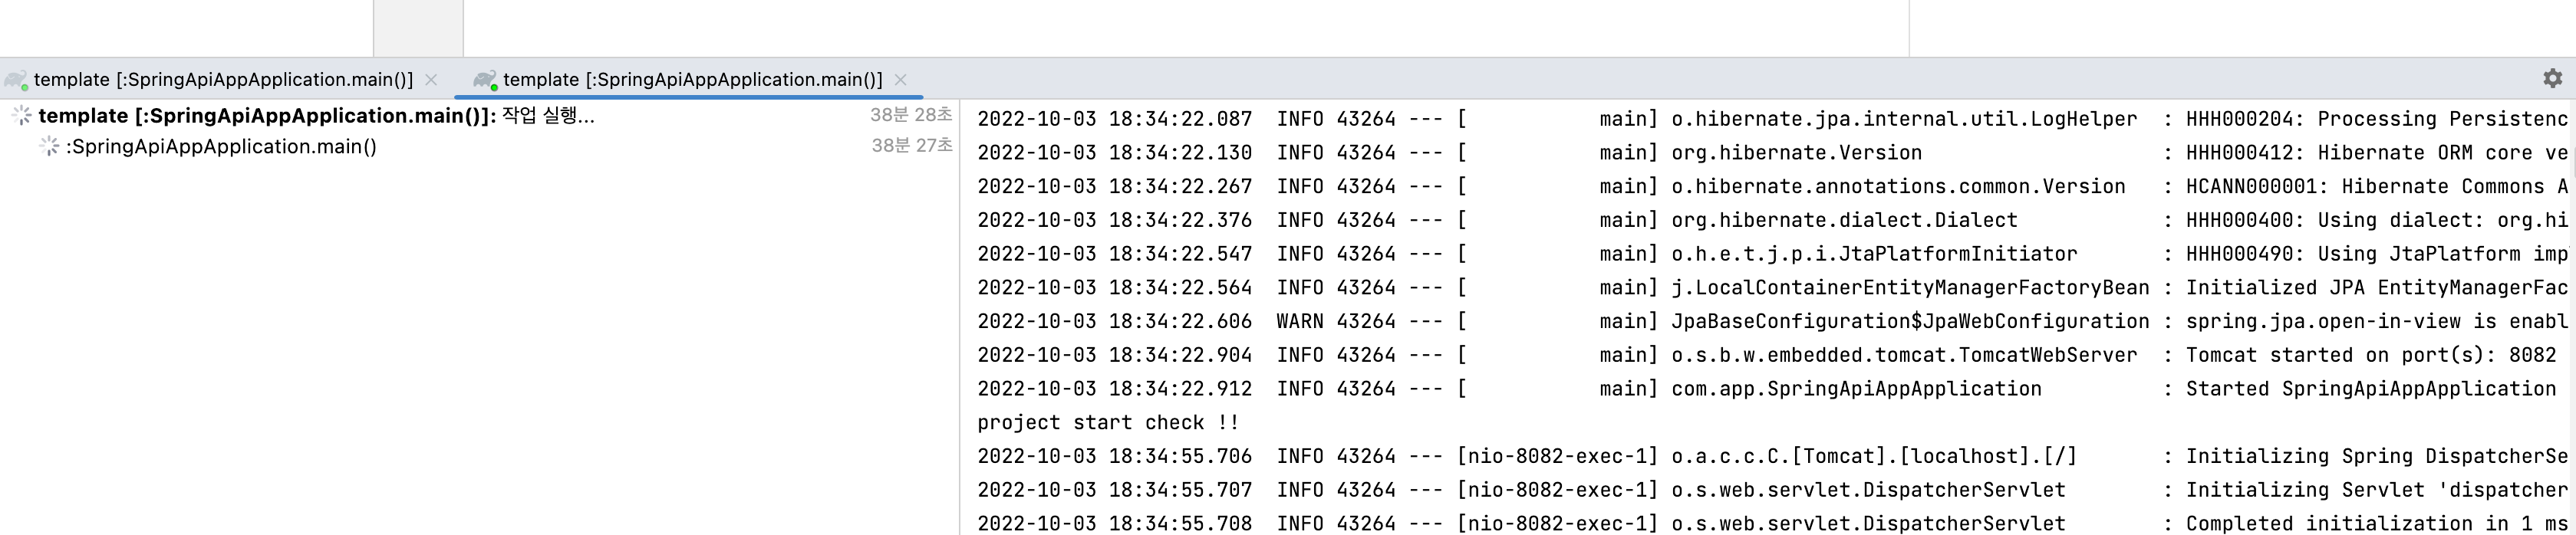 template [:SpringApiAppApplication.main()] template [:SpringApiAppApplication.main()]
template [:SpringApiAppApplication.main()]: 작업 실행... 38분 28초
:SpringApiAppApplication.main() 38분 27초
2022-10-03 18:34:22.087 INFO 43264 --- [ main] o.hibernate.jpa.internal.util.LogHelper : HHH000204: Processing Persistenc
2022-10-03 18:34:22.130 INFO 43264 --- [ main] org.hibernate.Version : HHH000412: Hibernate ORM core ve
2022-10-03 18:34:22.267 INFO 43264 --- [ main] o.hibernate.annotations.common.Version : HCANN000001: Hibernate Commons A
2022-10-03 18:34:22.376 INFO 43264 --- [ main] org.hibernate.dialect.Dialect : HHH000400: Using dialect: org.hi
2022-10-03 18:34:22.547 INFO 43264 --- [ main] o.h.e.t.j.p.i.JtaPlatformInitiator : HHH000490: Using JtaPlatform imp
2022-10-03 18:34:22.564 INFO 43264 --- [ main] j.LocalContainerEntityManagerFactoryBean : Initialized JPA EntityManagerFac
2022-10-03 18:34:22.606 WARN 43264 --- [ main] JpaBaseConfiguration$JpaWebConfiguration : spring.jpa.open-in-view is enabl
2022-10-03 18:34:22.904 INFO 43264 --- [ main] o.s.b.w.embedded.tomcat.TomcatWebServer : Tomcat started on port(s): 8082
2022-10-03 18:34:22.912 INFO 43264 --- [ main] com.app.SpringApiAppApplication : Started SpringApiAppApplication
project start check !!
2022-10-03 18:34:55.706 INFO 43264 --- [nio-8082-exec-1] o.a.c.c.C.[Tomcat].[localhost].[/] : Initializing Spring DispatcherSe
2022-10-03 18:34:55.707 INFO 43264 --- [nio-8082-exec-1] o.s.web.servlet.DispatcherServlet : Initializing Servlet 'dispatcher
2022-10-03 18:34:55.708 INFO 43264 --- [nio-8082-exec-1] o.s.web.servlet.DispatcherServlet : Completed initialization in 1 ms